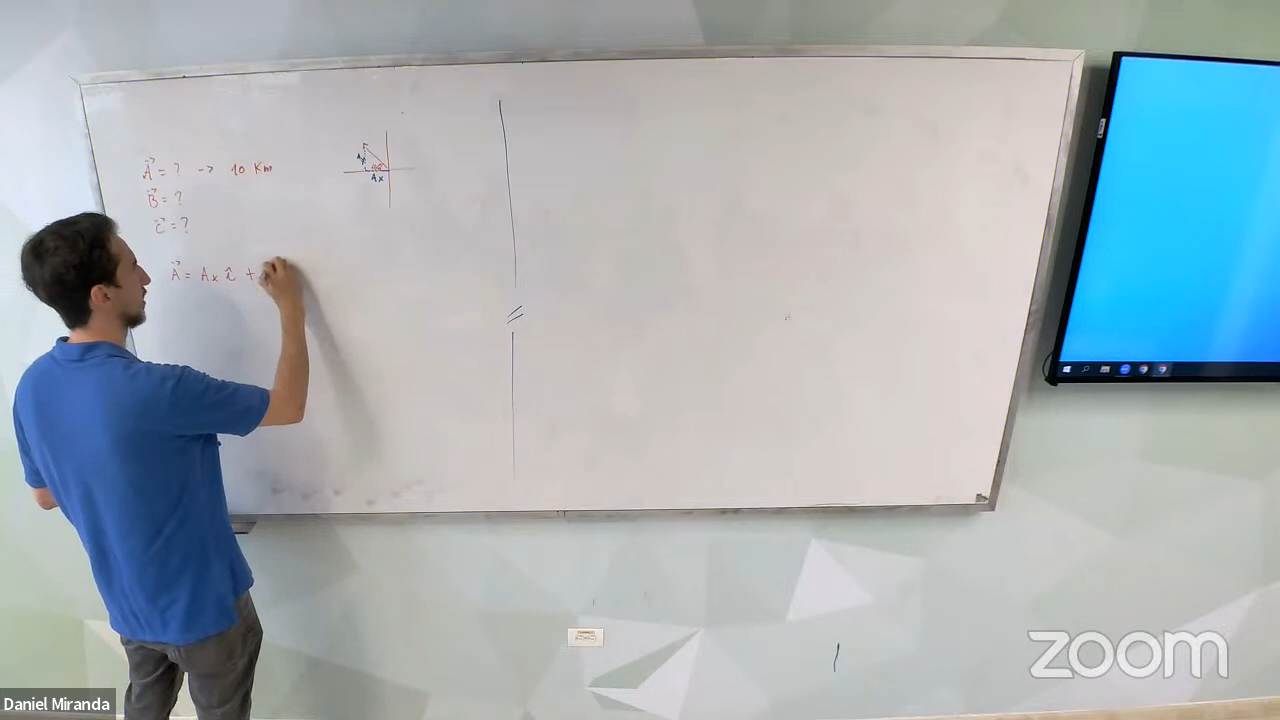 A⃗ = ? -> 10 Km
B⃗ = ?
C⃗ = ?
A⃗ = Ax î +
Ay
Ax
zoom
Daniel Miranda